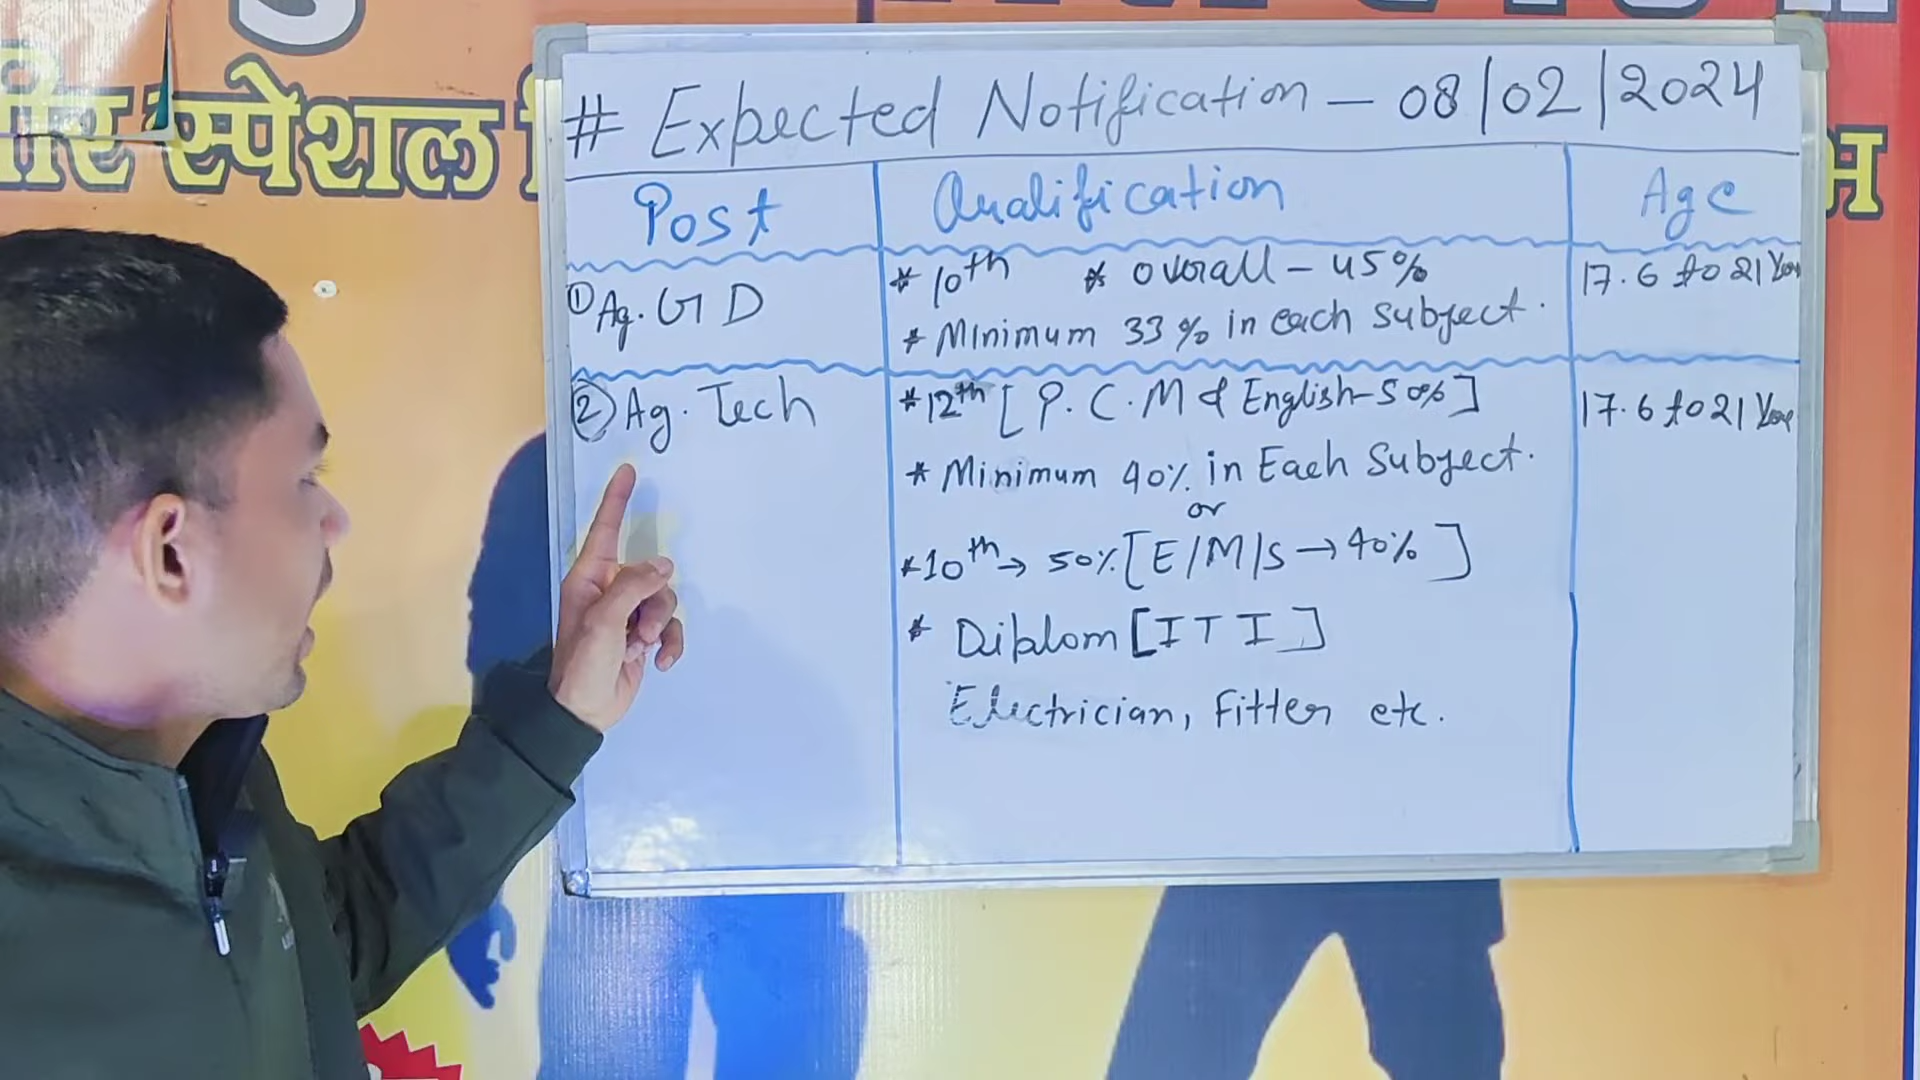 वीर स्पेशल
# Expected Notification – 08/02/2024
Post Qualification Age
① Ag. GD * 10th * Overall – 45% 17.6 to 21 Year
* Minimum 33% in each subject.
② Ag. Tech *12th [P.C.M & English–50%] 17.6 to 21 Year
* Minimum 40% in Each Subject.
or
*10th → 50% [E/M/S → 40%]
* Diplom [ITI]
Electrician, Fitter etc.